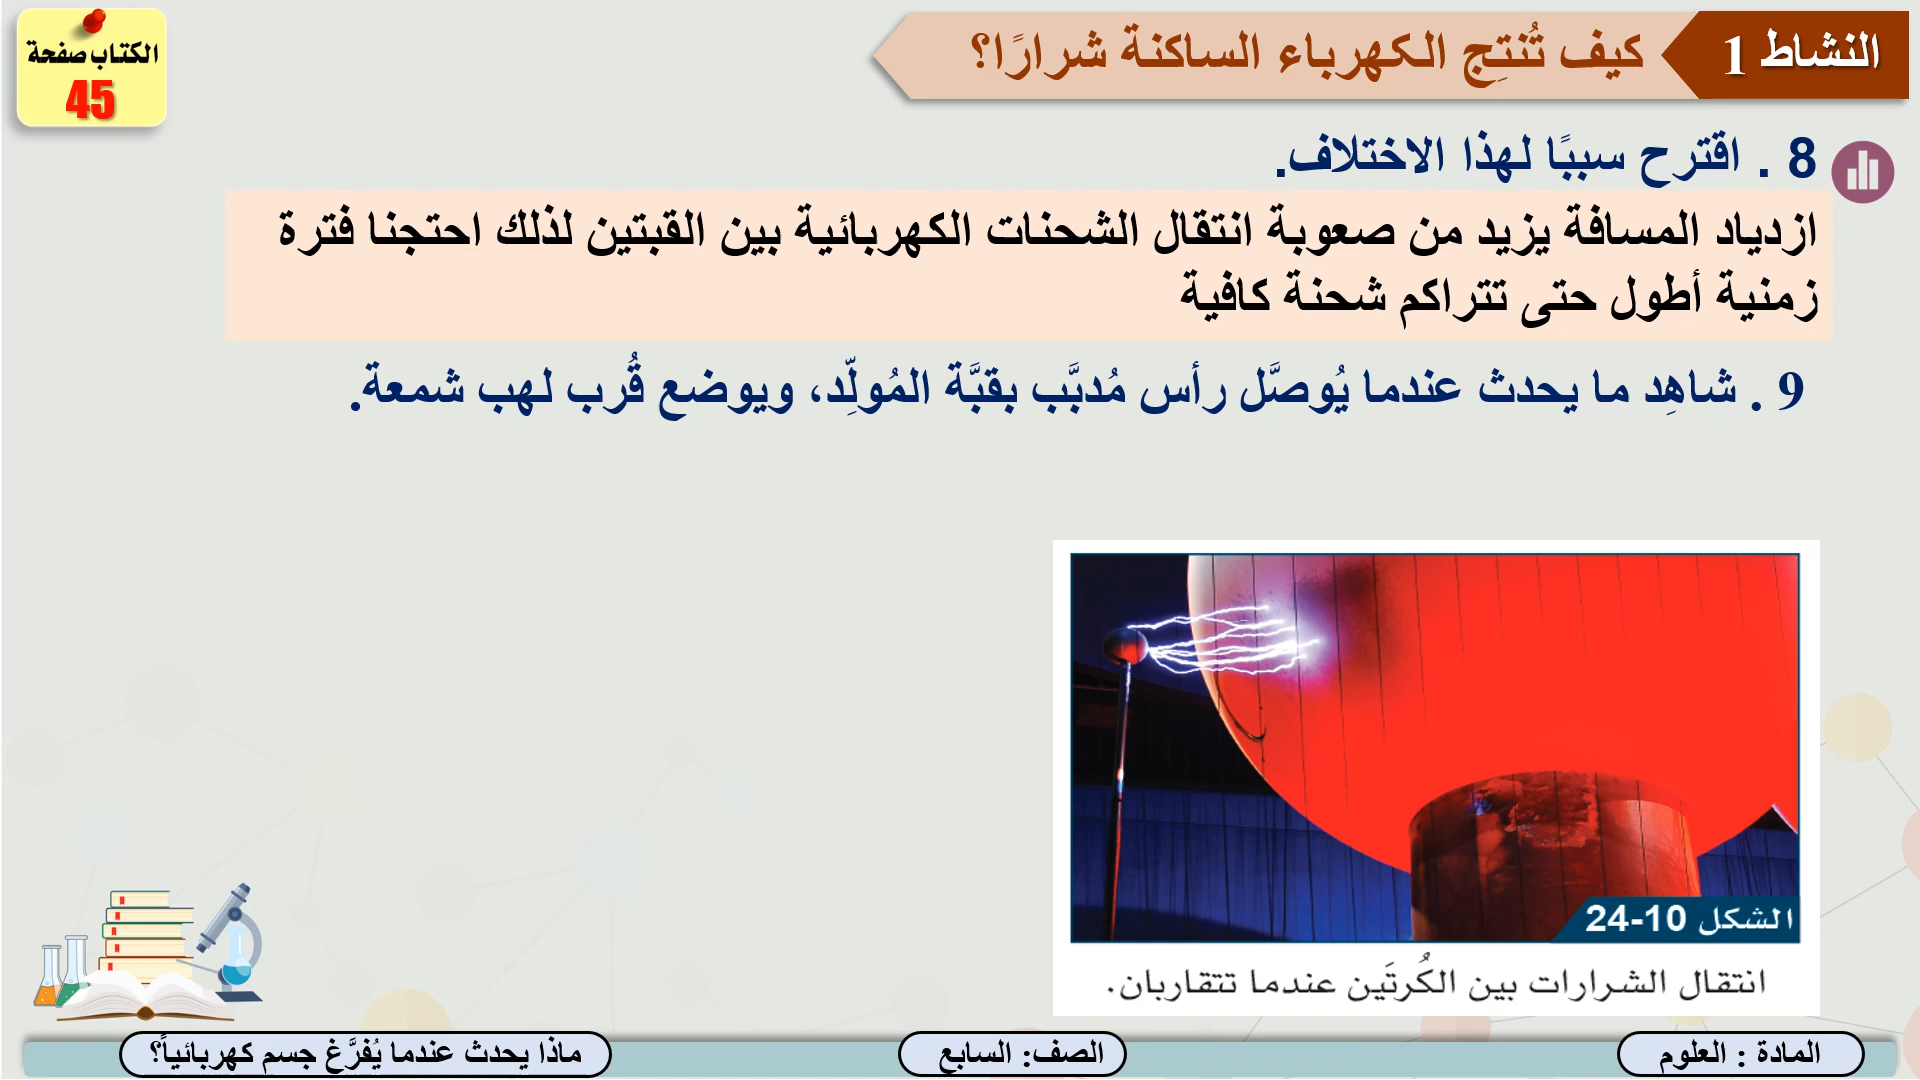 النشاط 1
كيف تُنتِج الكهرباء الساكنة شرارًا؟
الكتاب صفحة
45
8 . اقترح سببًا لهذا الاختلاف.
ازدياد المسافة يزيد من صعوبة انتقال الشحنات الكهربائية بين القبتين لذلك احتجنا فترة
زمنية أطول حتى تتراكم شحنة كافية
9 . شاهِد ما يحدث عندما يُوصَّل رأس مُدبَّب بقبَّة المُولِّد، ويوضع قُرب لهب شمعة.
الشكل 10-24
انتقال الشرارات بين الكُرتَين عندما تتقاربان.
المادة : العلوم
الصف: السابع
ماذا يحدث عندما يُفرَّغ جسم كهربائياً؟